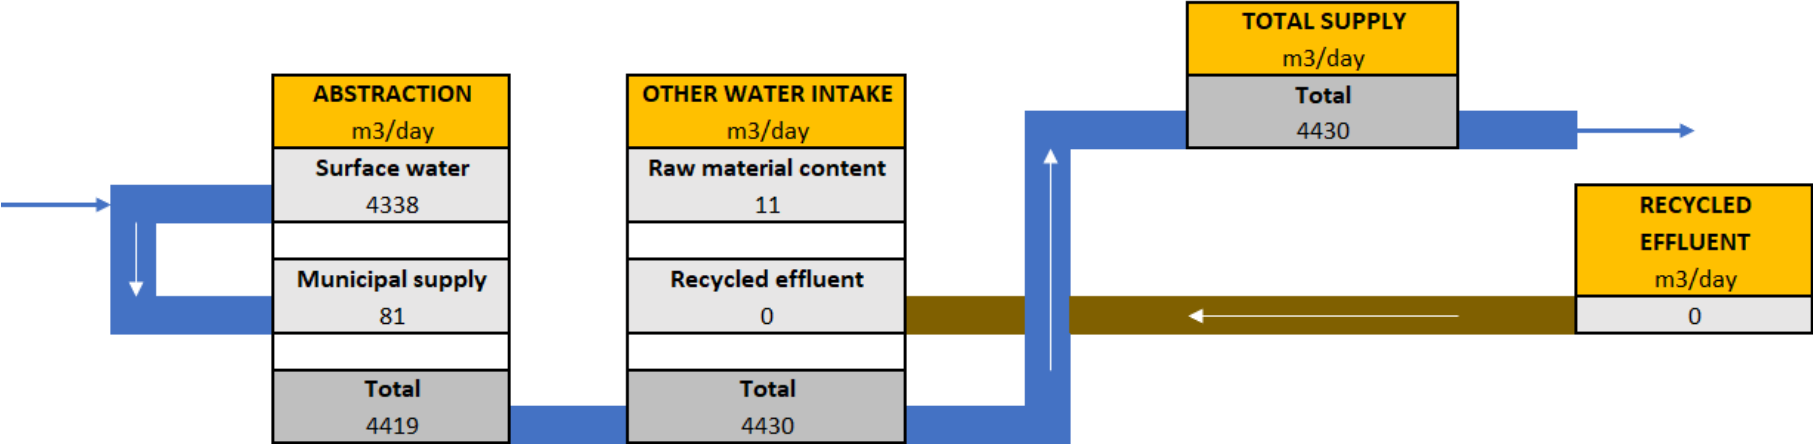 ABSTRACTION
m3/day
Surface water
4338
Municipal supply
81
Total
4419
OTHER WATER INTAKE
m3/day
Raw material content
11
Recycled effluent
0
Total
4430
TOTAL SUPPLY
m3/day
Total
4430
RECYCLED
EFFLUENT
m3/day
0